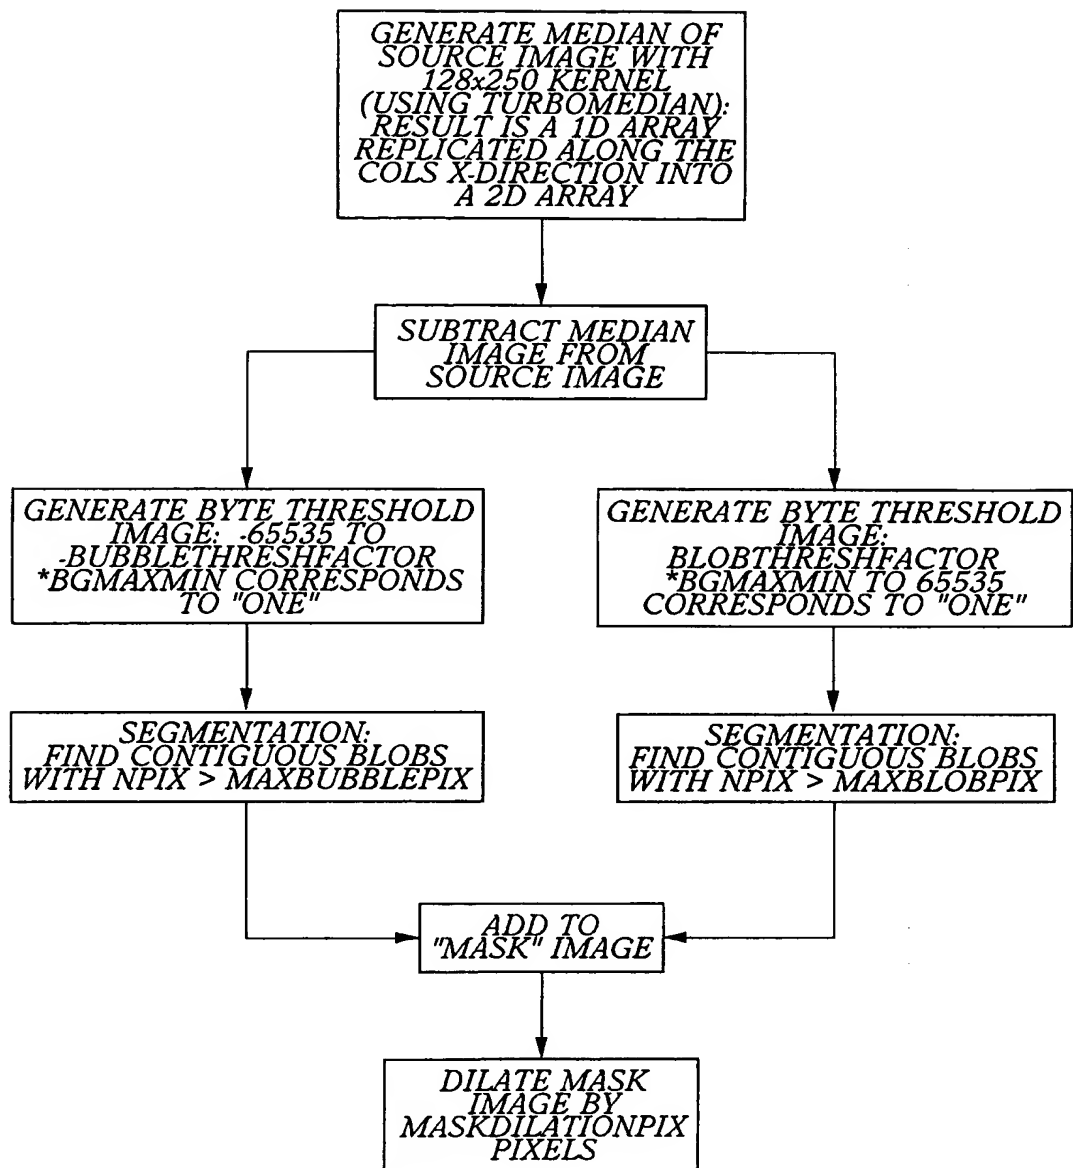 GENERATE MEDIAN OF
SOURCE IMAGE WITH
128x250 KERNEL
(USING TURBOMEDIAN):
RESULT IS A 1D ARRAY
REPLICATED ALONG THE
COLS X-DIRECTION INTO
A 2D ARRAY
SUBTRACT MEDIAN
IMAGE FROM
SOURCE IMAGE
GENERATE BYTE THRESHOLD
IMAGE: -65535 TO
-BUBBLETHRESHFACTOR
*BGMAXMIN CORRESPONDS
TO "ONE"
GENERATE BYTE THRESHOLD
IMAGE:
BLOBTHRESHFACTOR
*BGMAXMIN TO 65535
CORRESPONDS TO "ONE"
SEGMENTATION:
FIND CONTIGUOUS BLOBS
WITH NPIX > MAXBUBBLEPIX
SEGMENTATION:
FIND CONTIGUOUS BLOBS
WITH NPIX > MAXBLOBPIX
ADD TO
"MASK" IMAGE
DILATE MASK
IMAGE BY
MASKDILATIONPIX
PIXELS